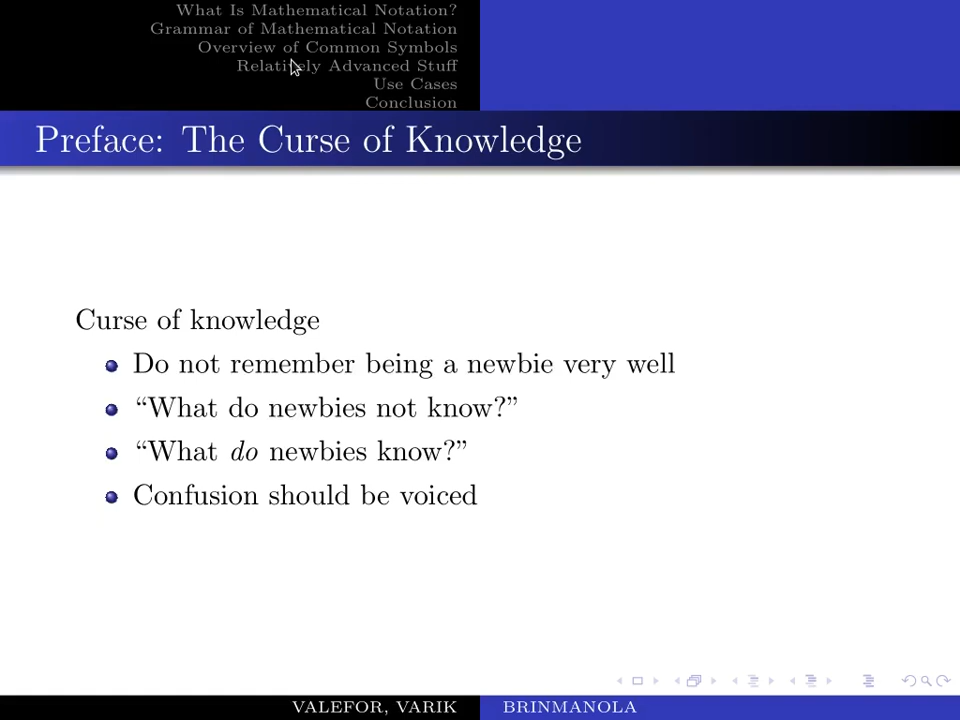 What Is Mathematical Notation?
Grammar of Mathematical Notation
Overview of Common Symbols
Relatively Advanced Stuff
Use Cases
Conclusion
Preface: The Curse of Knowledge
Curse of knowledge
Do not remember being a newbie very well
“What do newbies not know?”
“What do newbies know?”
Confusion should be voiced
VALEFOR, VARIK BRINMANOLA